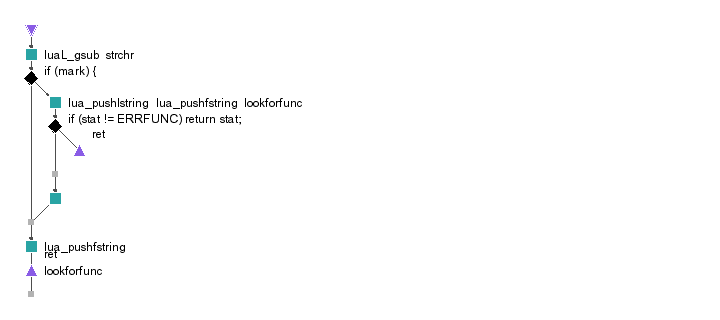 luaL_gsub strchr
if (mark) {
lua_pushlstring lua_pushfstring lookforfunc
if (stat != ERRFUNC) return stat;
ret
lua_pushfstring
ret
lookforfunc